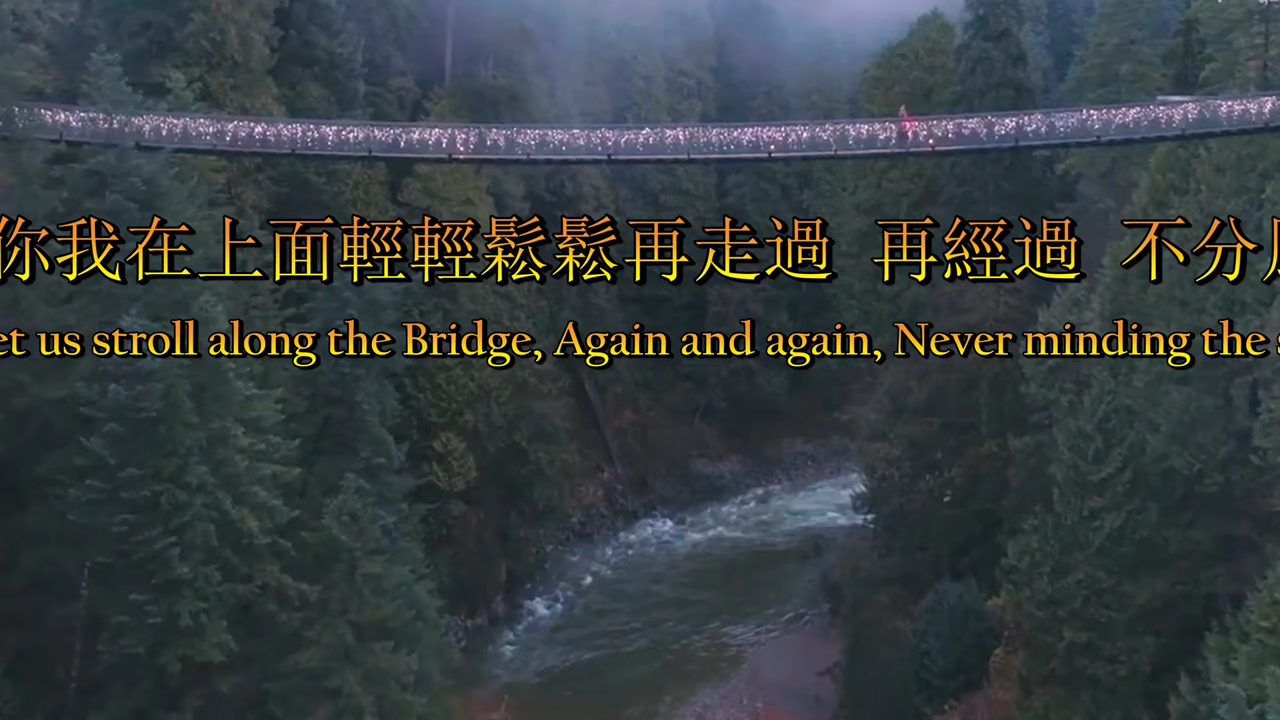 你我在上面輕輕鬆鬆再走過 再經過 不分
et us stroll along the Bridge, Again and again, Never minding the